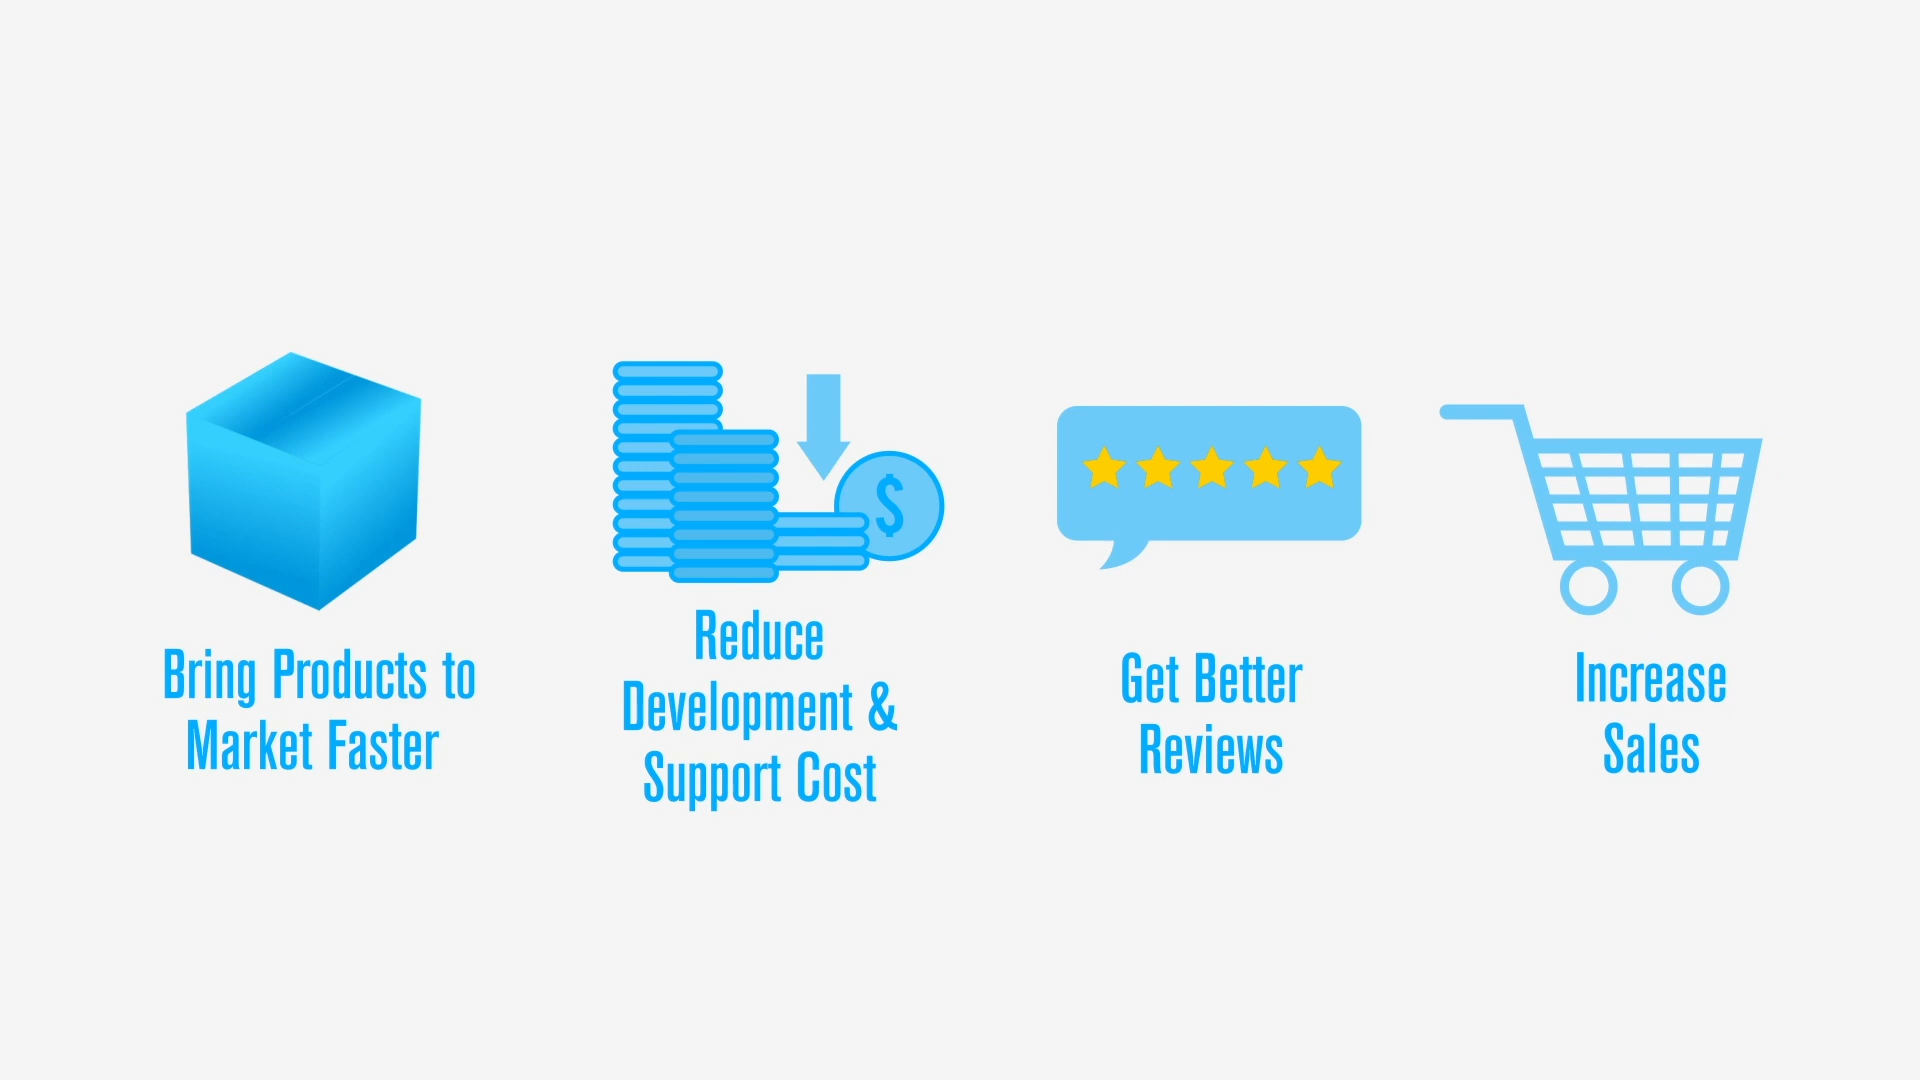 $
Bring Products to
Market Faster
Reduce
Development &
Support Cost
Get Better
Reviews
Increase
Sales